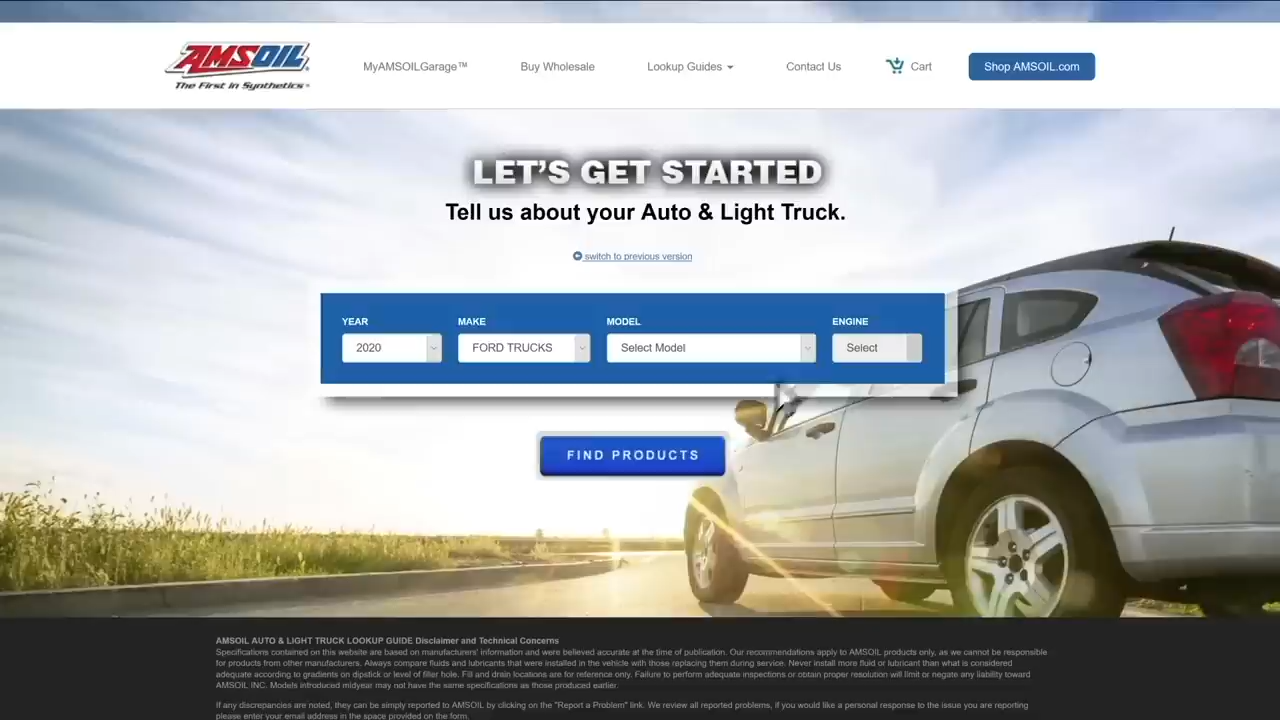 AMSOIL
The First in Synthetics
MyAMSOILGarage™
Buy Wholesale
Lookup Guides
Contact Us
Cart
Shop AMSOIL.com
LET'S GET STARTED
Tell us about your Auto & Light Truck.
switch to previous version
YEAR
MAKE
MODEL
ENGINE
2020
FORD TRUCKS
Select Model
Select
FIND PRODUCTS
AMSOIL AUTO & LIGHT TRUCK LOOKUP GUIDE Disclaimer and Technical Concerns
Specifications contained on this website are based on manufacturers' information and were believed accurate at the time of publication. Our recommendations apply to AMSOIL products only, as we cannot be responsible
for products from other manufacturers. Always compare fluids and lubricants that were installed in the vehicle with those replacing them during service. Never install more fluid or lubricant than what is considered
adequate according to gradients on dipstick or level of filler hole. Fill and drain locations are for reference only. Failure to perform adequate inspections or obtain proper resolution will limit or negate any liability toward
AMSOIL INC. Models introduced midyear may not have the same specifications as those produced earlier.
If any discrepancies are noted, they can be simply reported to AMSOIL by clicking on the "Report a Problem" link. We review all reported problems, if you would like a personal response to the issue you are reporting
please enter your email address in the space provided on the form.